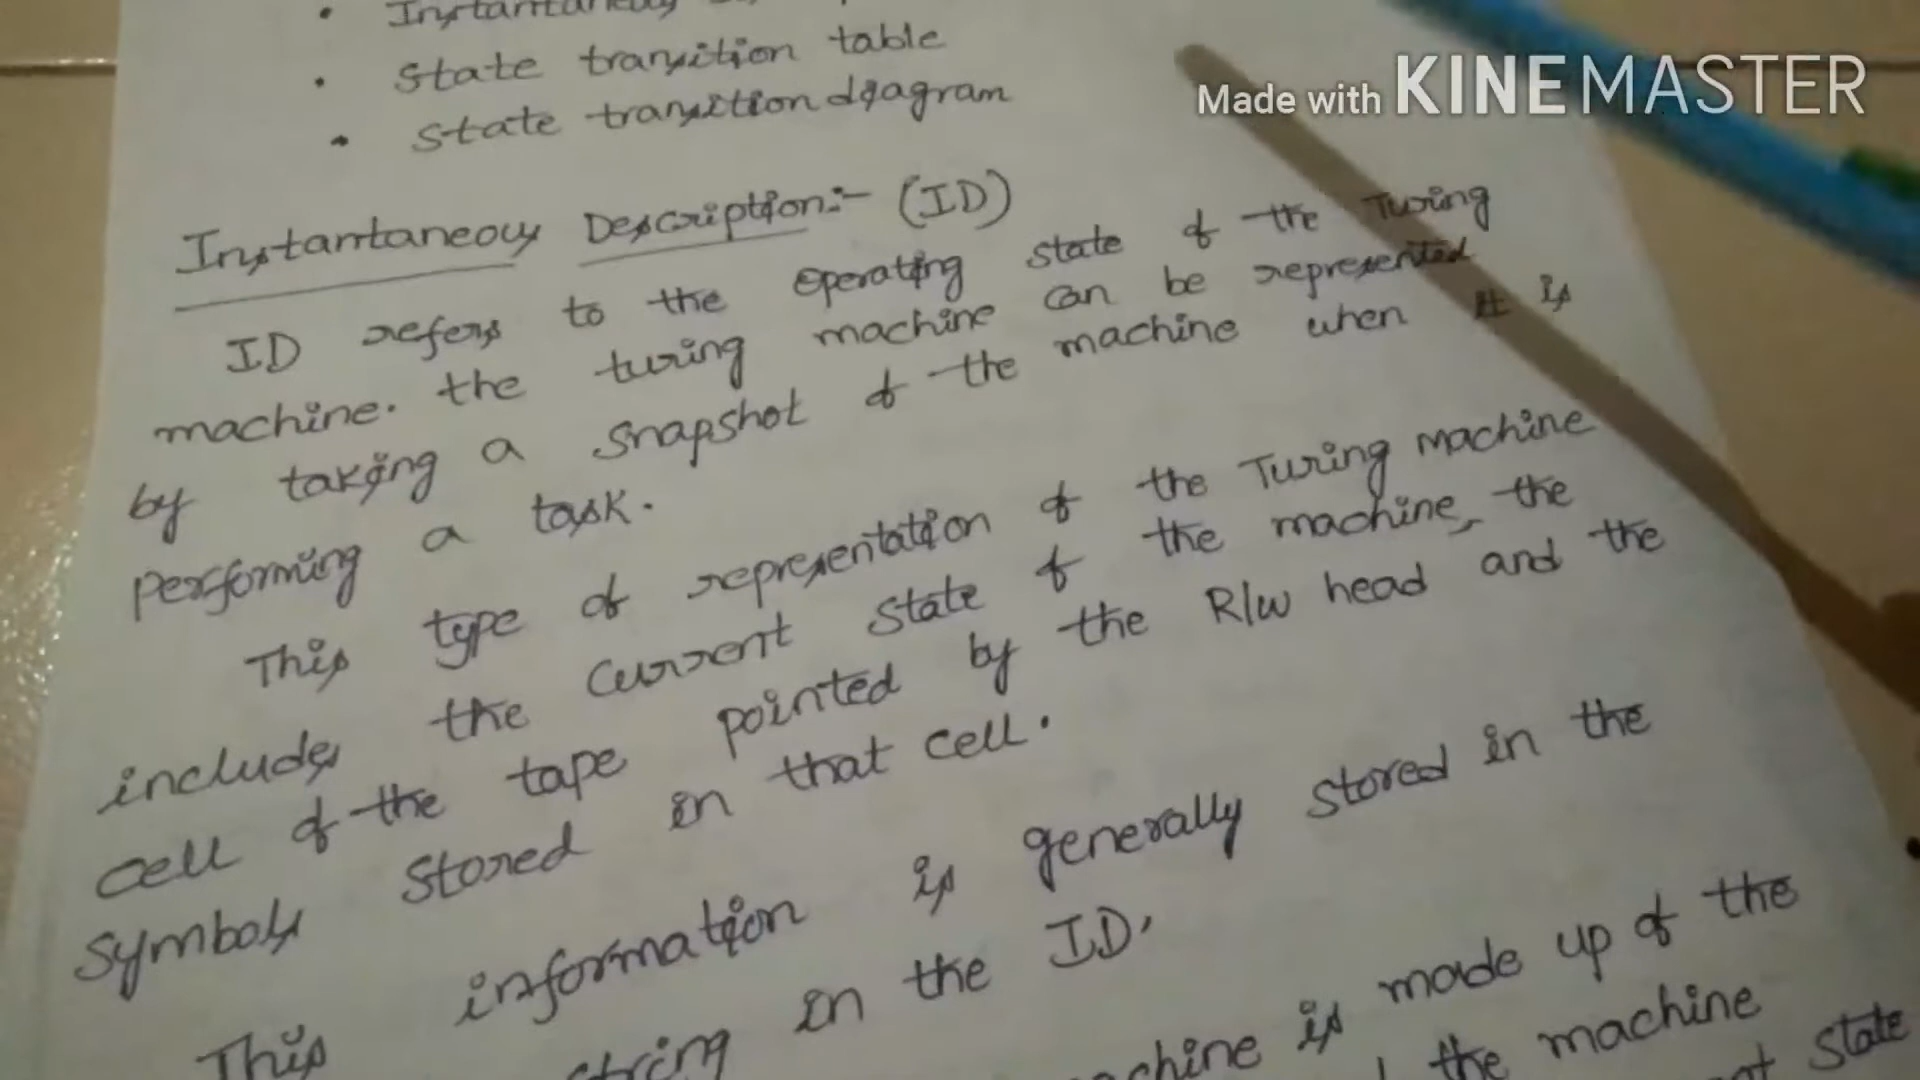 Instantaneous
• State transition table
• State transition diagram
Made with KINEMASTER
Instantaneous Description:- (ID)
ID refers to the operating state of the Turing
machine. the turing machine can be represented
by taking a snapshot of the machine when it is
performing a task.
This type of representation of the Turing machine
includes the current state of the machine, the
cell of the tape pointed by the R/W head and the
symbols stored in that cell.
This information is generally stored in the
string in the ID.
machine is made up of the
the machine
state